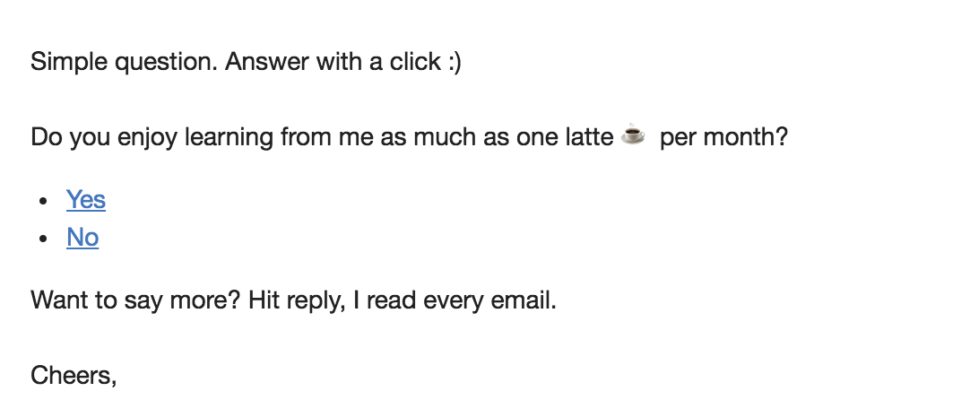 Simple question. Answer with a click :)
Do you enjoy learning from me as much as one latte ☕ per month?
• Yes
• No
Want to say more? Hit reply, I read every email.
Cheers,